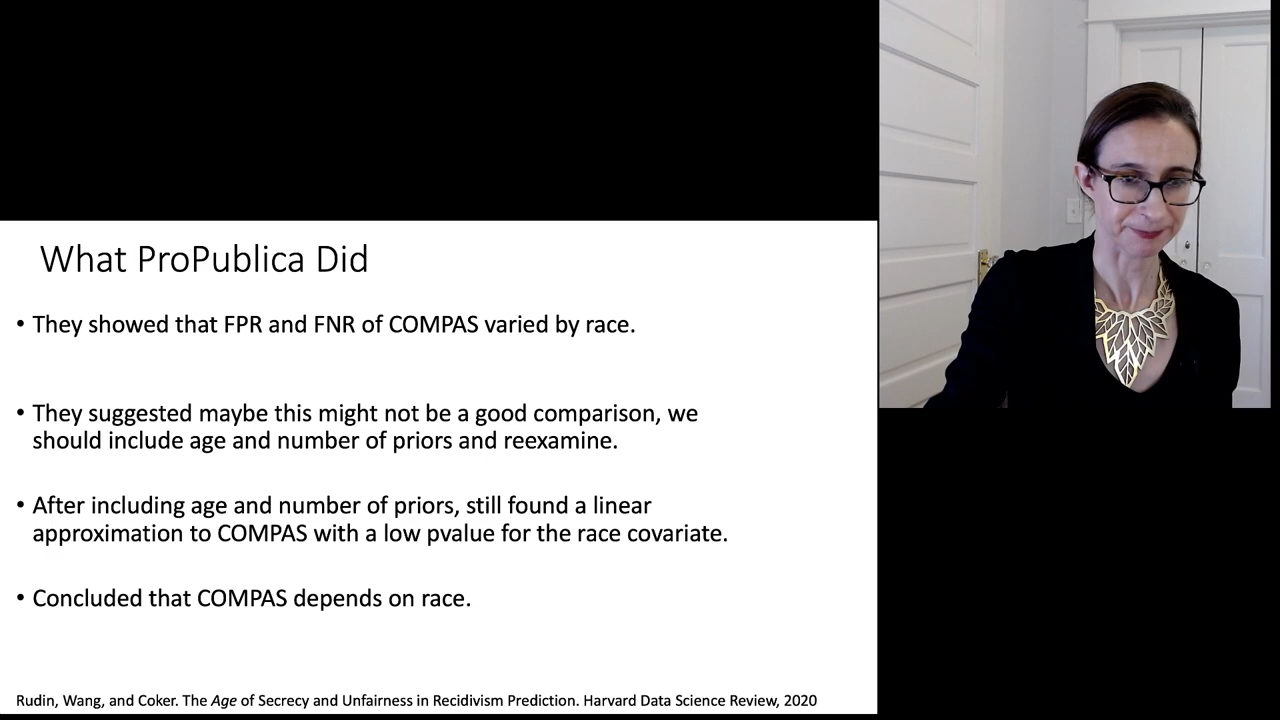 What ProPublica Did
• They showed that FPR and FNR of COMPAS varied by race.
• They suggested maybe this might not be a good comparison, we
should include age and number of priors and reexamine.
• After including age and number of priors, still found a linear
approximation to COMPAS with a low pvalue for the race covariate.
• Concluded that COMPAS depends on race.
Rudin, Wang, and Coker. The Age of Secrecy and Unfairness in Recidivism Prediction. Harvard Data Science Review, 2020